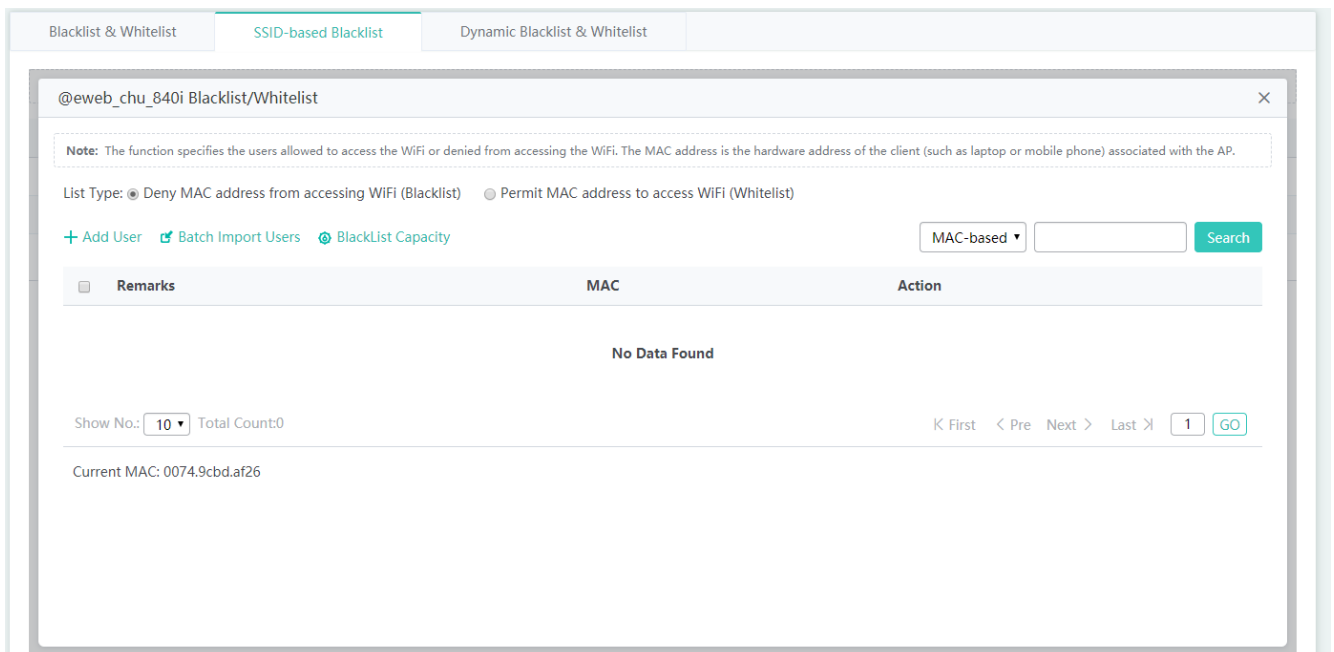 Blacklist & Whitelist SSID-based Blacklist Dynamic Blacklist & Whitelist
@eweb_chu_840i Blacklist/Whitelist
Note: The function specifies the users allowed to access the WiFi or denied from accessing the WiFi. The MAC address is the hardware address of the client (such as laptop or mobile phone) associated with the AP.
List Type: Deny MAC address from accessing WiFi (Blacklist) Permit MAC address to access WiFi (Whitelist)
Add User Batch Import Users BlackList Capacity MAC-based Search
Remarks MAC Action
No Data Found
Show No.: 10 Total Count:0 First Pre Next Last 1 GO
Current MAC: 0074.9cbd.af26